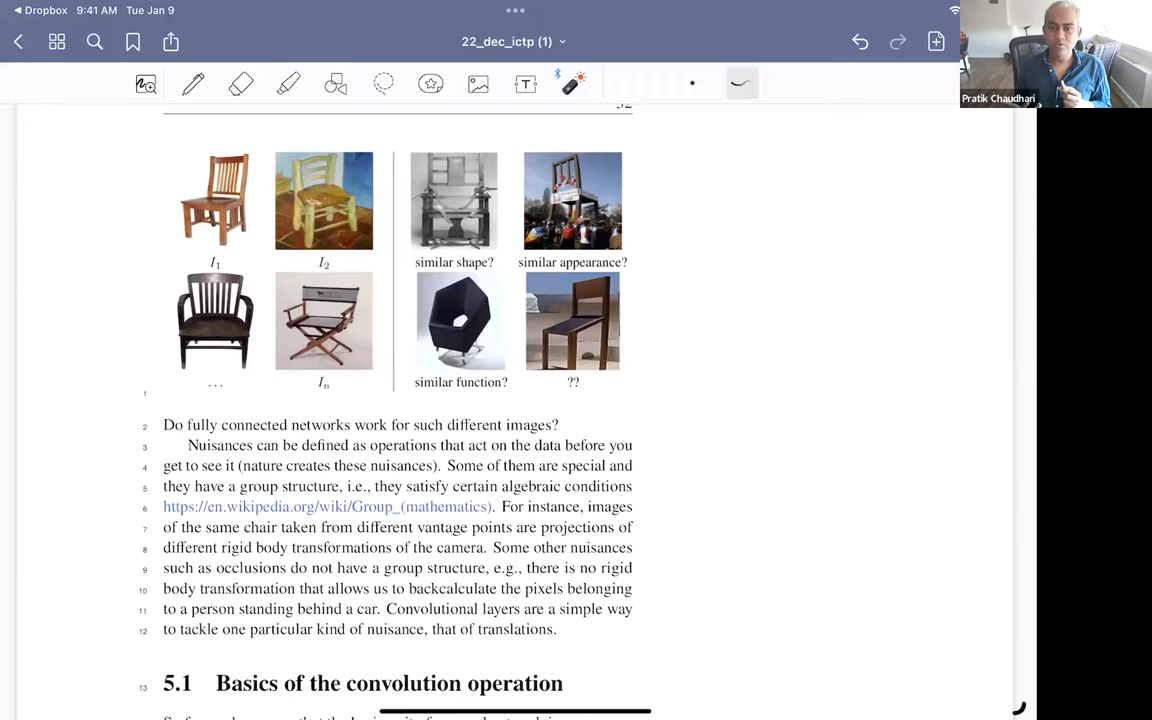 Dropbox 9:41 AM Tue Jan 9
22_dec_ictp (1)
Pratik Chaudhari
I1 I2 similar shape? similar appearance?
... In similar function? ??
1
2 Do fully connected networks work for such different images?
3 Nuisances can be defined as operations that act on the data before you
4 get to see it (nature creates these nuisances). Some of them are special and
5 they have a group structure, i.e., they satisfy certain algebraic conditions
6 https://en.wikipedia.org/wiki/Group_(mathematics). For instance, images
7 of the same chair taken from different vantage points are projections of
8 different rigid body transformations of the camera. Some other nuisances
9 such as occlusions do not have a group structure, e.g., there is no rigid
10 body transformation that allows us to backcalculate the pixels belonging
11 to a person standing behind a car. Convolutional layers are a simple way
12 to tackle one particular kind of nuisance, that of translations.
13 5.1 Basics of the convolution operation